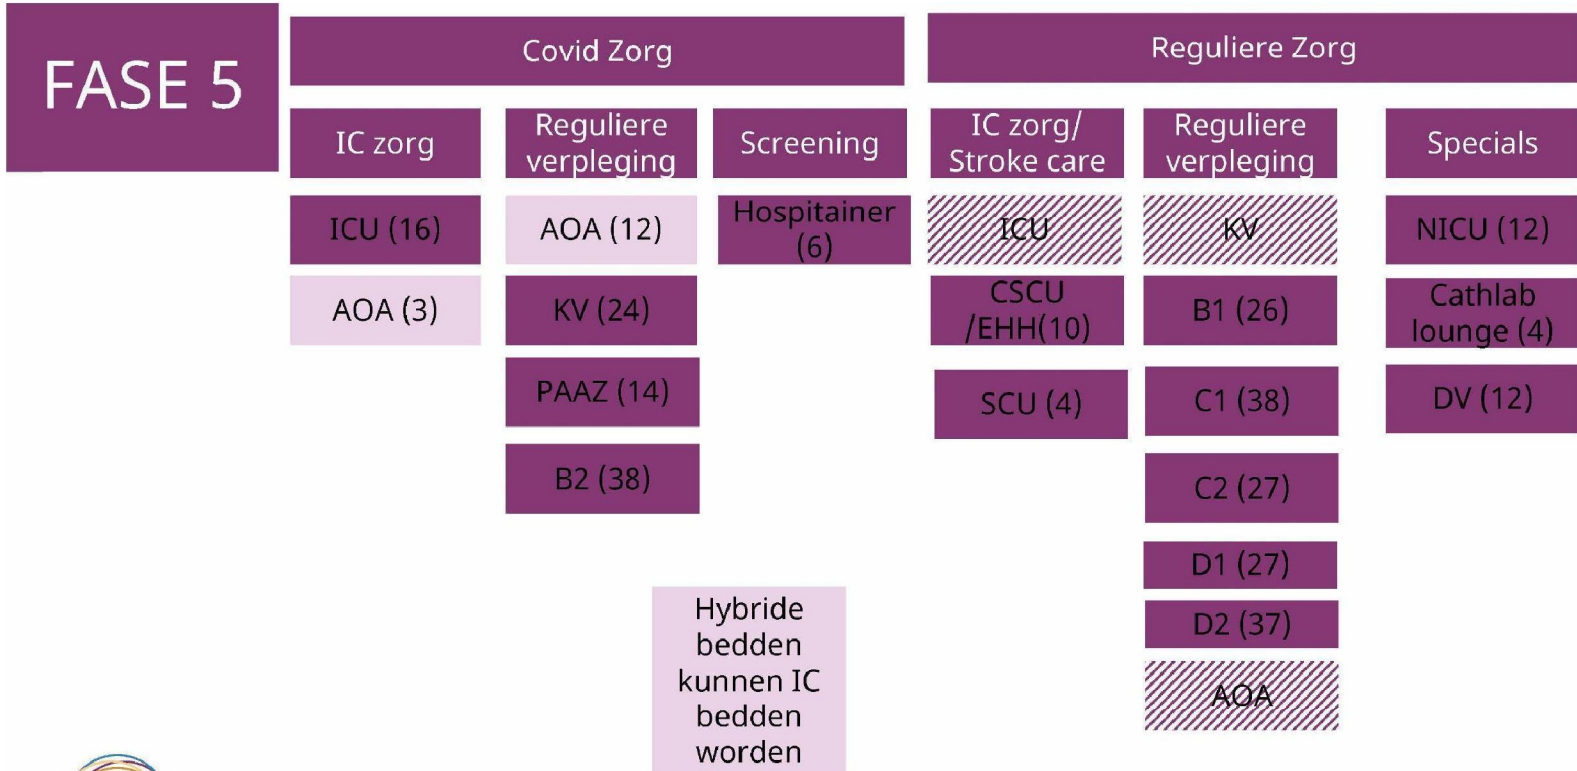 FASE 5
Covid Zorg
Reguliere Zorg
IC zorg
Reguliere
verpleging
Screening
IC zorg/
Stroke care
Reguliere
verpleging
Specials
ICU (16)
AOA (12)
Hospitainer
(6)
ICU
KV
NICU (12)
AOA (3)
KV (24)
CSCU
/EHH(10)
B1 (26)
Cathlab
lounge (4)
PAAZ (14)
SCU (4)
C1 (38)
DV (12)
B2 (38)
C2 (27)
D1 (27)
D2 (37)
AOA
Hybride
bedden
kunnen IC
bedden
worden